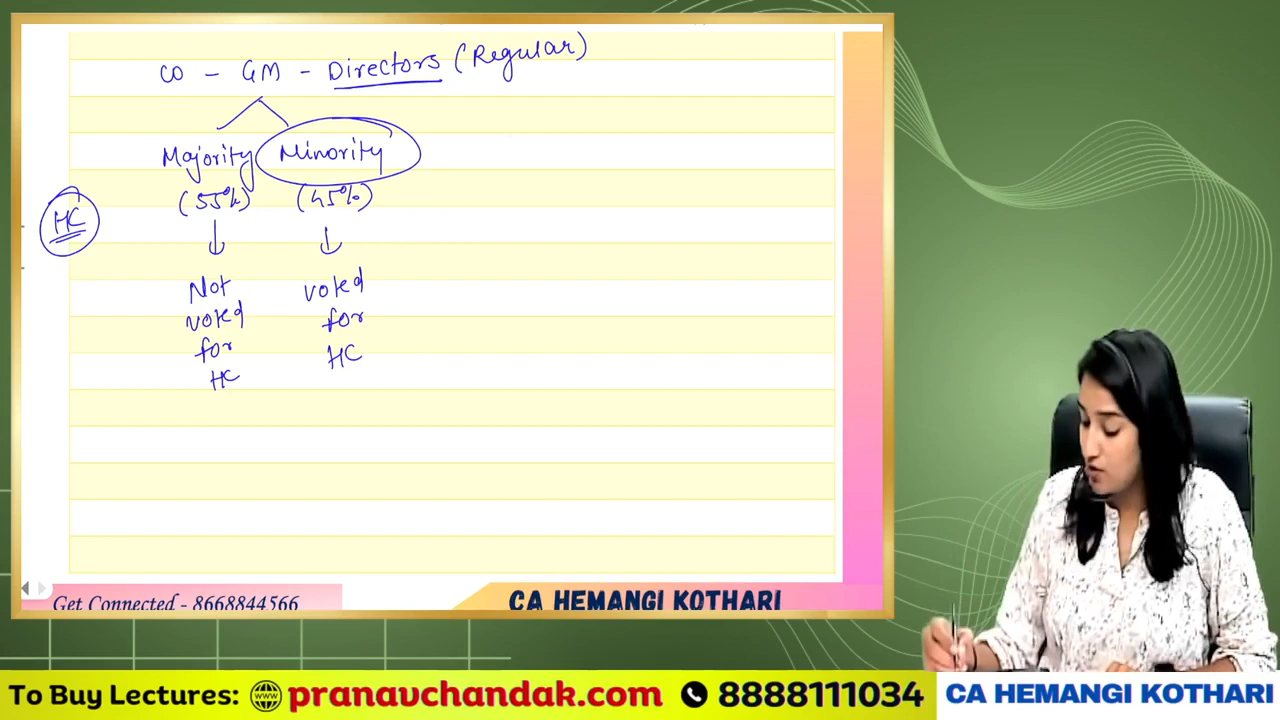 CO - GM - Directors (Regular)
Majority Minority
(55%) (45%)
HC
Not voted
voted for
for HC
HC
Get Connected - 8668844566
CA HEMANGI KOTHARI
To Buy Lectures: pranavchandak.com 8888111034 CA HEMANGI KOTHARI